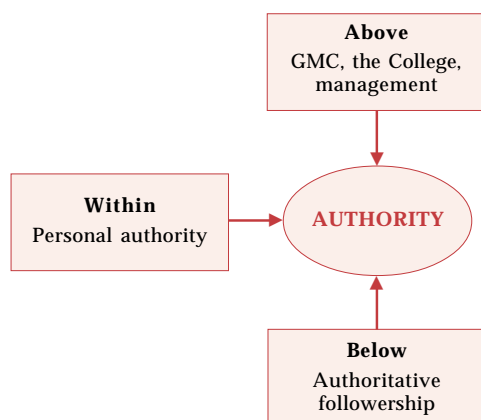 Above
GMC, the College,
management
Within
Personal authority
AUTHORITY
Below
Authoritative
followership